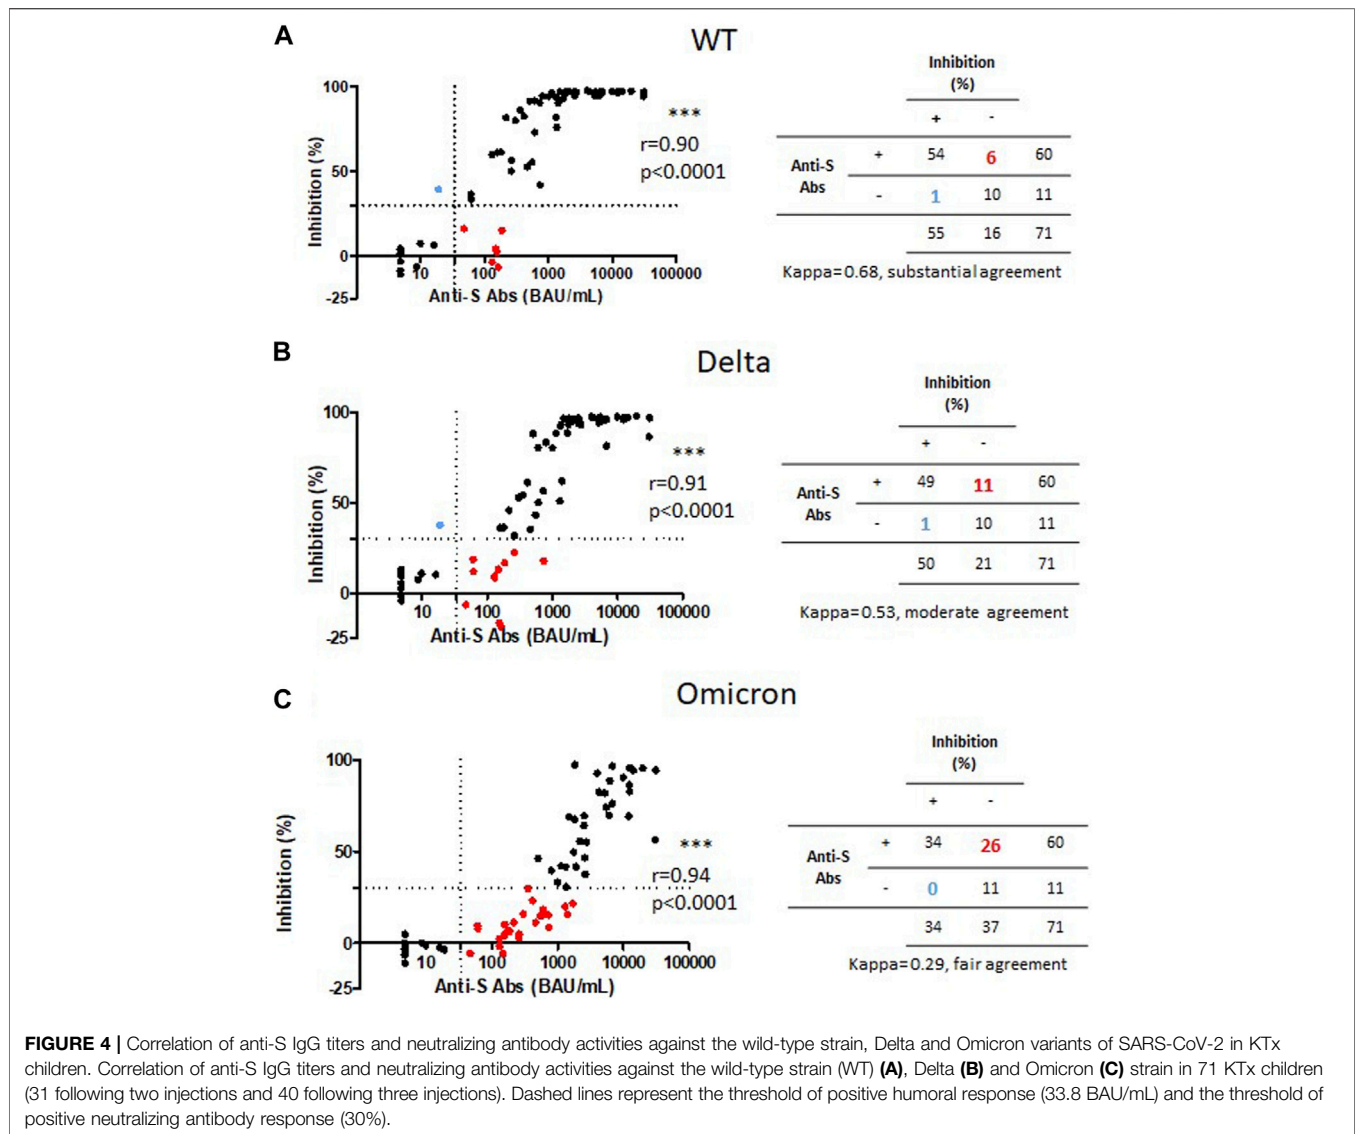 A
WT
100
50
0
-25
10
100
1000
10000
100000
Inhibition (%)
Anti-S Abs (BAU/mL)
***
r=0.90
p<0.0001
Inhibition
(%)
+ -
Anti-S
Abs
+ 54 6 60
- 1 10 11
55 16 71
Kappa=0.68, substantial agreement
B
Delta
100
50
0
-25
10
100
1000
10000
100000
Inhibition (%)
Anti-S Abs (BAU/mL)
***
r=0.91
p<0.0001
Inhibition
(%)
+ -
Anti-S
Abs
+ 49 11 60
- 1 10 11
50 21 71
Kappa=0.53, moderate agreement
C
Omicron
100
50
0
-25
10
100
1000
10000
100000
Inhibition (%)
Anti-S Abs (BAU/mL)
***
r=0.94
p<0.0001
Inhibition
(%)
+ -
Anti-S
Abs
+ 34 26 60
- 0 11 11
34 37 71
Kappa=0.29, fair agreement
FIGURE 4 | Correlation of anti-S IgG titers and neutralizing antibody activities against the wild-type strain, Delta and Omicron variants of SARS-CoV-2 in KTx
children. Correlation of anti-S IgG titers and neutralizing antibody activities against the wild-type strain (WT) (A), Delta (B) and Omicron (C) strain in 71 KTx children
(31 following two injections and 40 following three injections). Dashed lines represent the threshold of positive humoral response (33.8 BAU/mL) and the threshold of
positive neutralizing antibody response (30%).